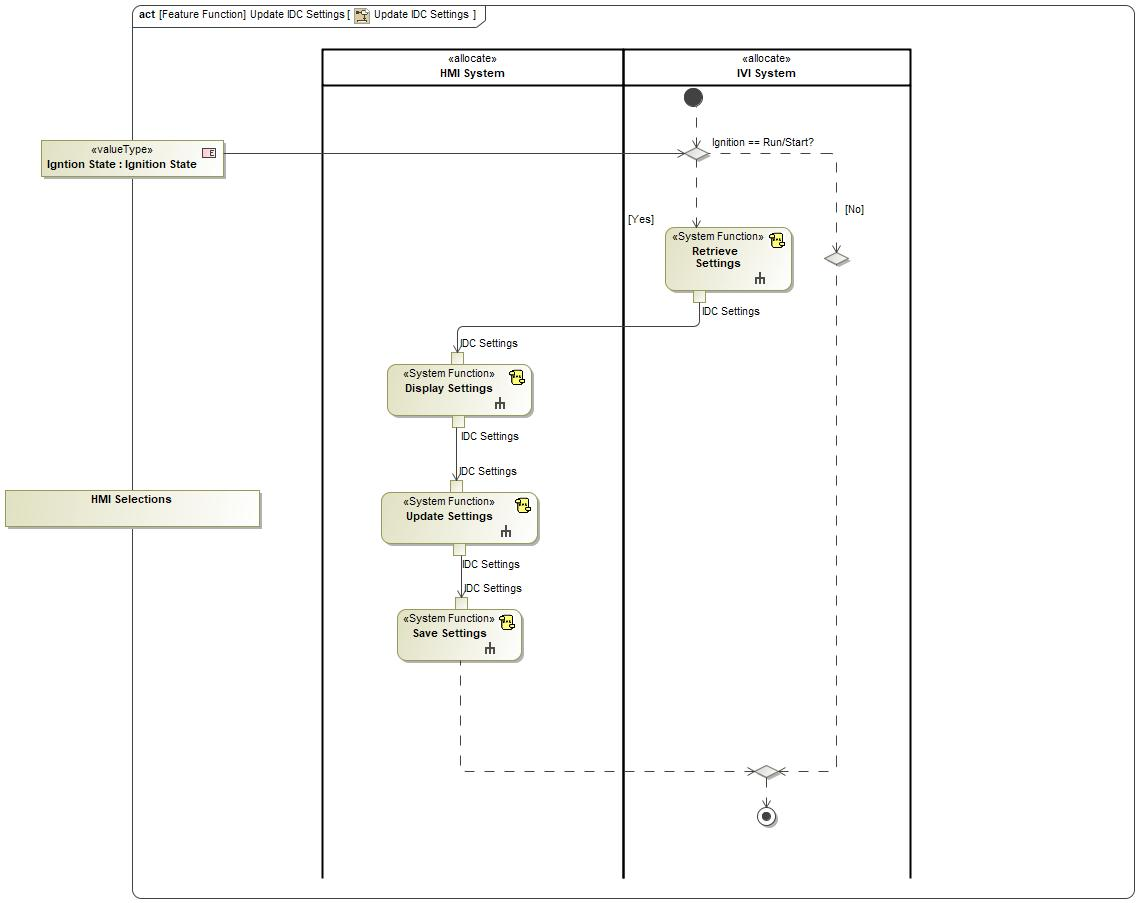 act [Feature Function] Update IDC Settings [ Update IDC Settings ]
«allocate»
HMI System
«allocate»
IVI System
«valueType»
Igntion State : Ignition State
E
Ignition == Run/Start?
[No]
[Yes]
«System Function»
Retrieve
Settings
IDC Settings
IDC Settings
«System Function»
Display Settings
IDC Settings
IDC Settings
HMI Selections
«System Function»
Update Settings
IDC Settings
IDC Settings
«System Function»
Save Settings